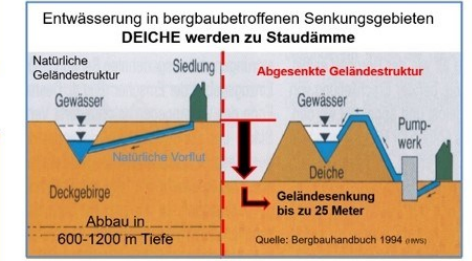 Entwässerung in bergbaubetroffenen Senkungsgebieten
DEICHE werden zu Staudämme
Natürliche
Geländestruktur
Siedlung
Gewässer
Natürliche Vorflut
Deckgebirge
Abbau in
600-1200 m Tiefe
Abgesenkte Geländestruktur
Gewässer
Pump-
werk
Deiche
Geländesenkung
bis zu 25 Meter
Quelle: Bergbauhandbuch 1994